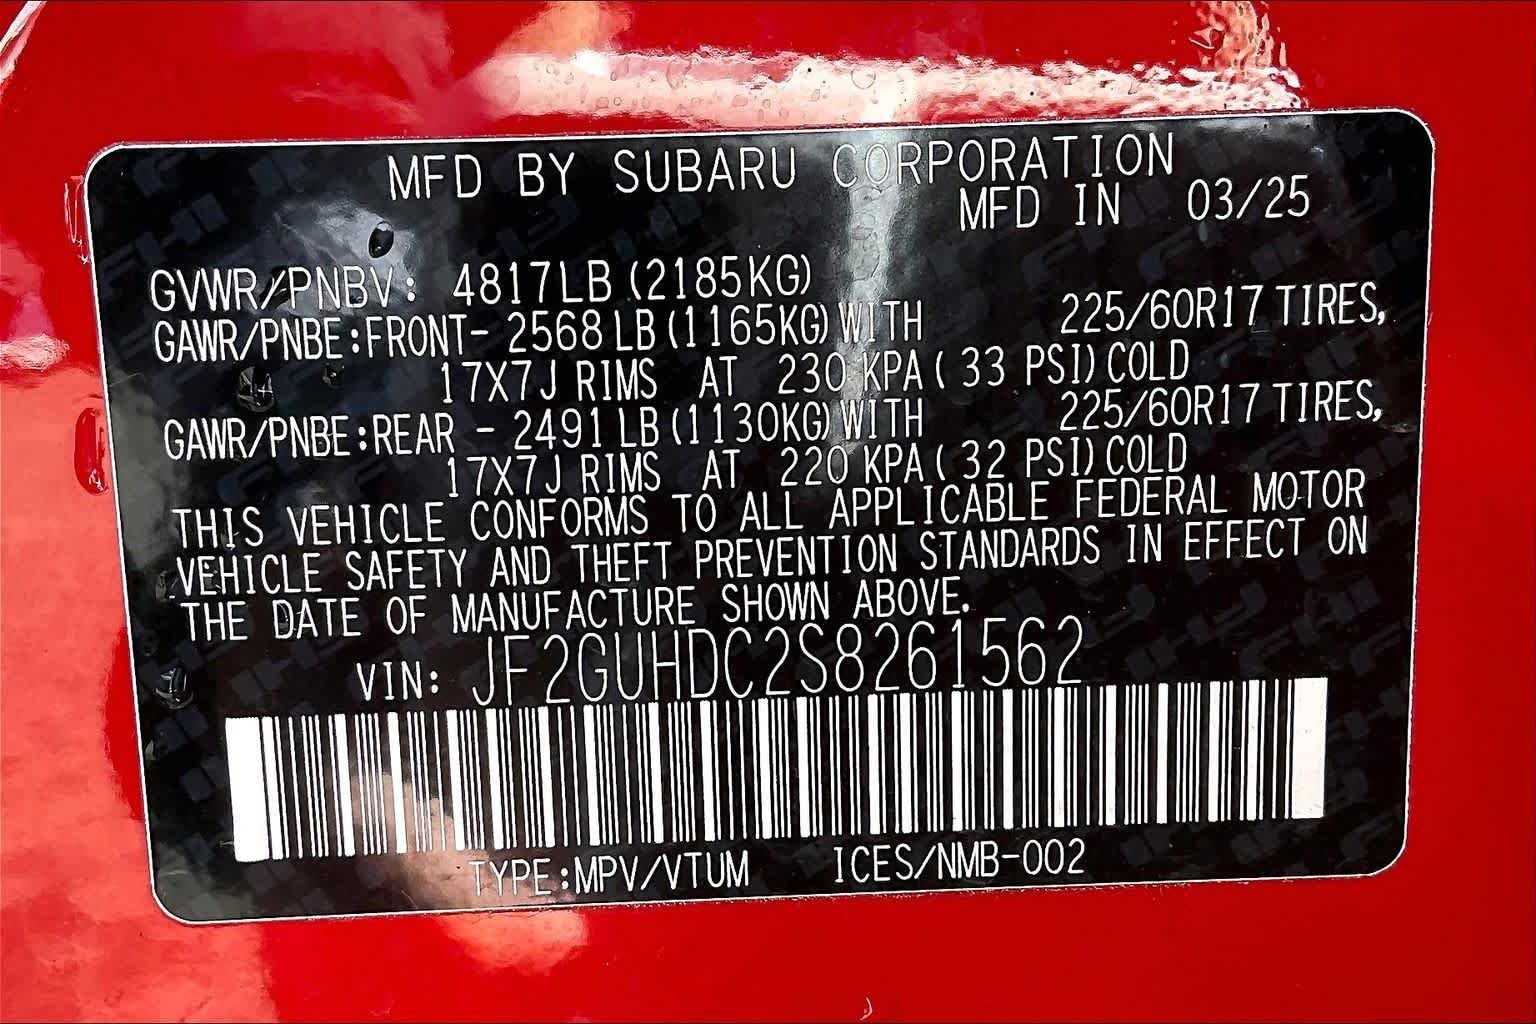 MFD BY SUBARU CORPORATION
MFD IN 03/25
GVWR/PNBV: 4817LB (2185KG)
GAWR/PNBE:FRONT- 2568 LB (1165KG) WITH 225/60R17 TIRES,
17X7J RIMS AT 230 KPA ( 33 PSI) COLD
GAWR/PNBE:REAR - 2491 LB (1130KG) WITH 225/60R17 TIRES,
17X7J RIMS AT 220 KPA ( 32 PSI) COLD
THIS VEHICLE CONFORMS TO ALL APPLICABLE FEDERAL MOTOR
VEHICLE SAFETY AND THEFT PREVENTION STANDARDS IN EFFECT ON
THE DATE OF MANUFACTURE SHOWN ABOVE.
VIN: JF2GUHDC2S8261562
TYPE:MPV/VTUM ICES/NMB-002